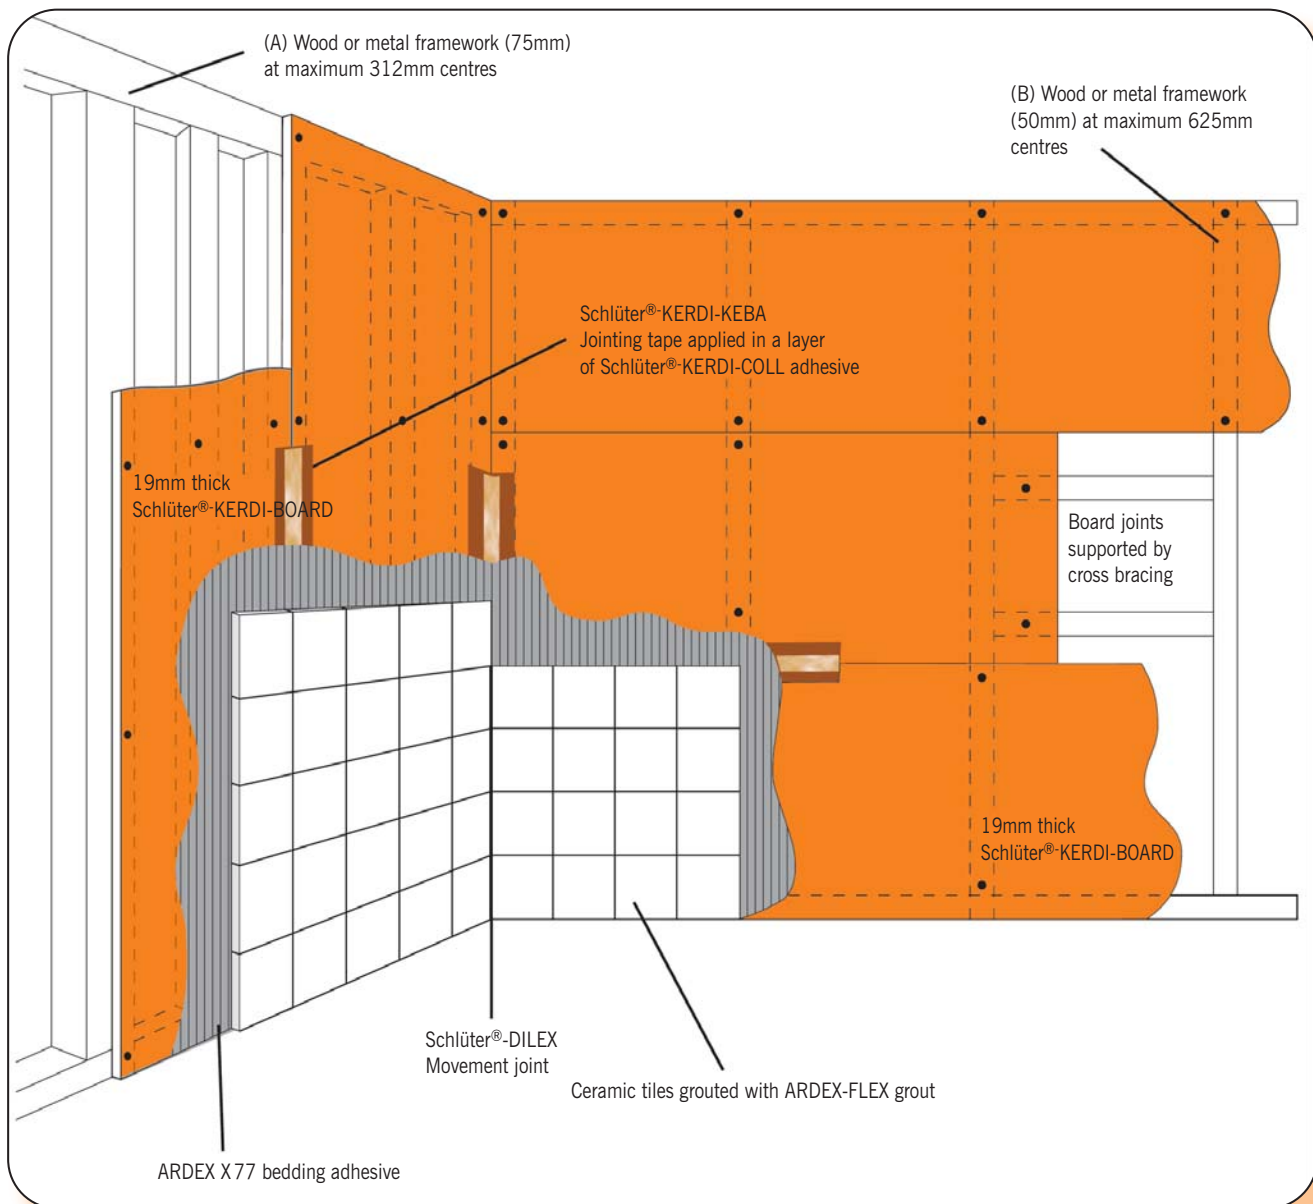 (A) Wood or metal framework (75mm)
at maximum 312mm centres
(B) Wood or metal framework
(50mm) at maximum 625mm
centres
Schlüter®-KERDI-KEBA
Jointing tape applied in a layer
of Schlüter®-KERDI-COLL adhesive
19mm thick
Schlüter®-KERDI-BOARD
Board joints
supported by
cross bracing
19mm thick
Schlüter®-KERDI-BOARD
Schlüter®-DILEX
Movement joint
Ceramic tiles grouted with ARDEX-FLEX grout
ARDEX X 77 bedding adhesive